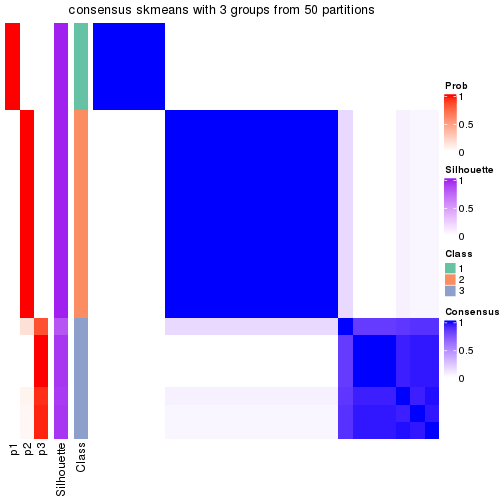 consensus skmeans with 3 groups from 50 partitions
Prob
1
0.5
0
Silhouette
1
0.5
0
Class
1
2
3
Consensus
1
0.5
0
p1
p2
p3
Silhouette
Class